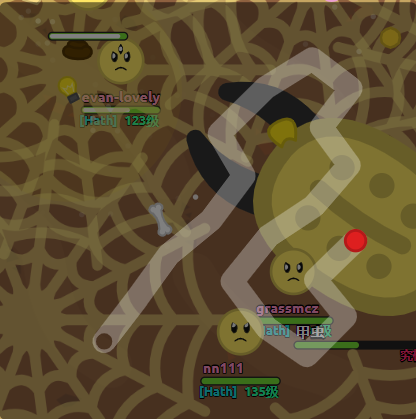 evan-lovely
[Hath] 123级
grassmcz
甲虫
nn111
[Hath] 135级